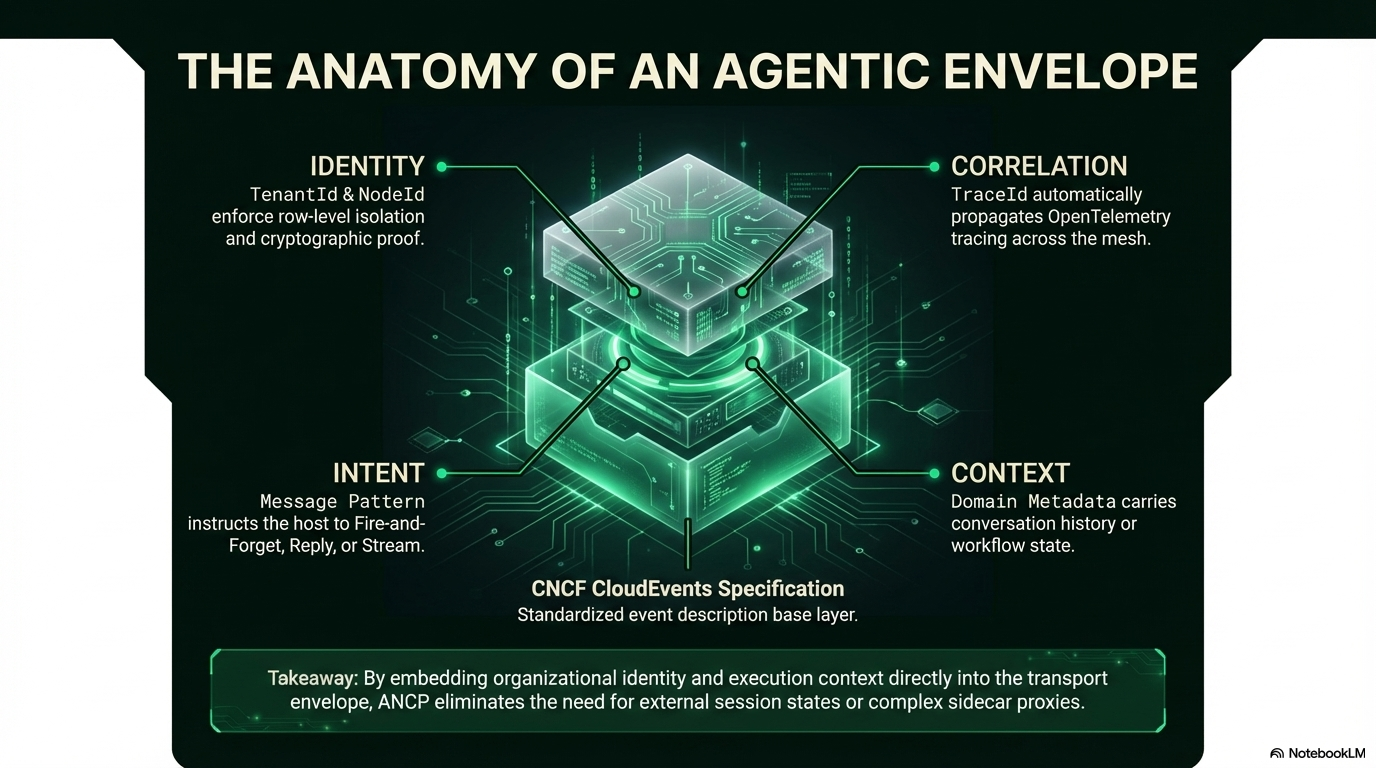 THE ANATOMY OF AN AGENTIC ENVELOPE
IDENTITY
TenantId & NodeId
enforce row-level isolation
and cryptographic proof.
CORRELATION
TraceId automatically
propagates OpenTelemetry
tracing across the mesh.
INTENT
Message Pattern
instructs the host to Fire-and-
Forget, Reply, or Stream.
CONTEXT
Domain Metadata carries
conversation history or
workflow state.
CNCF CloudEvents Specification
Standardized event description base layer.
Takeaway: By embedding organizational identity and execution context directly into the transport
envelope, ANCP eliminates the need for external session states or complex sidecar proxies.
NotebookLM